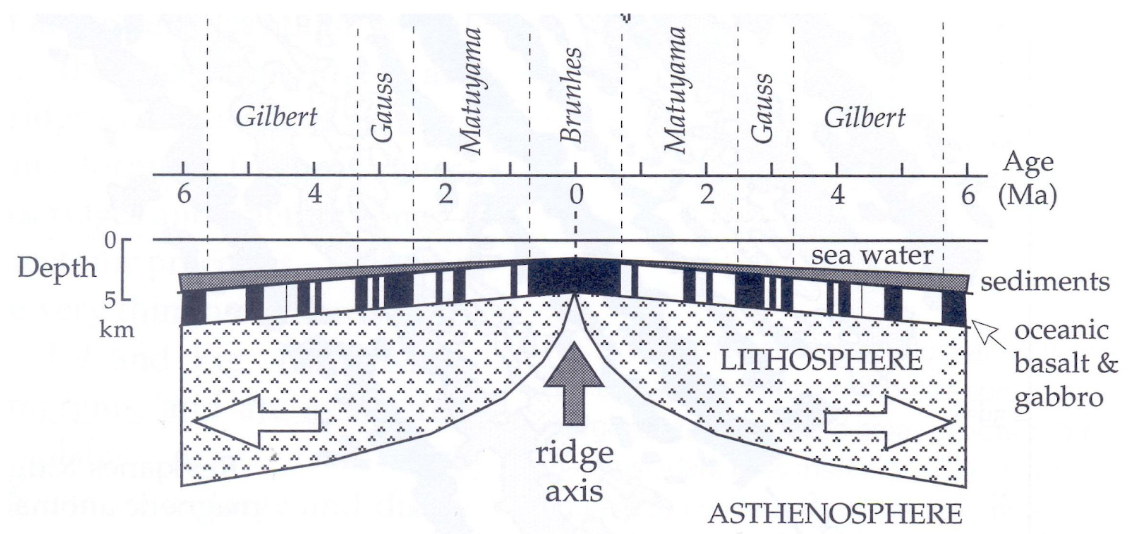 Gilbert
Gauss
Matuyama
Brunhes
Matuyama
Gauss
Gilbert
Age
(Ma)
6 4 2 0 2 4 6
0
Depth
5
km
sea water
sediments
oceanic
basalt &
gabbro
LITHOSPHERE
ridge
axis
ASTHENOSPHERE